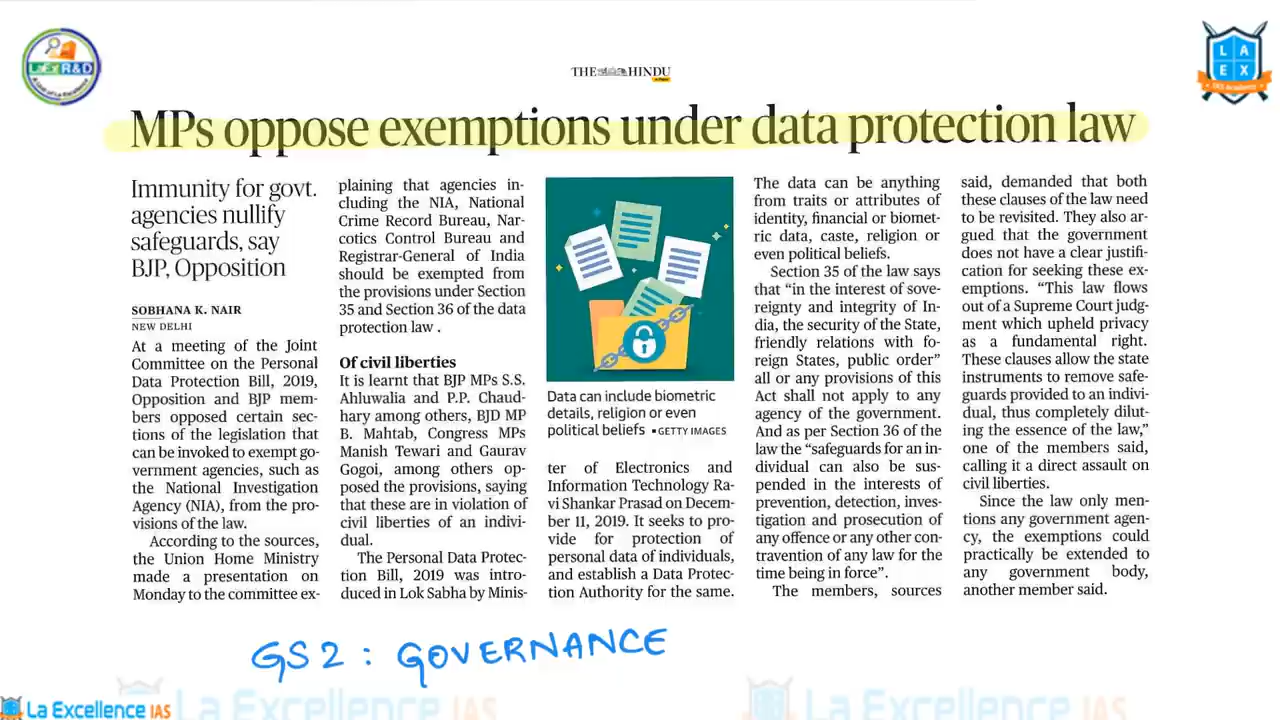 LaEx R&D
A Unit of La Excellence
LA
EX
IAS Academy
THE HINDU
MPs oppose exemptions under data protection law
Immunity for govt.
agencies nullify
safeguards, say
BJP, Opposition
SOBHANA K. NAIR
NEW DELHI
At a meeting of the Joint
Committee on the Personal
Data Protection Bill, 2019,
Opposition and BJP mem-
bers opposed certain sec-
tions of the legislation that
can be invoked to exempt go-
vernment agencies, such as
the National Investigation
Agency (NIA), from the pro-
visions of the law.
According to the sources,
the Union Home Ministry
made a presentation on
Monday to the committee ex-
plaining that agencies in-
cluding the NIA, National
Crime Record Bureau, Nar-
cotics Control Bureau and
Registrar-General of India
should be exempted from
the provisions under Section
35 and Section 36 of the data
protection law .
Of civil liberties
It is learnt that BJP MPs S.S.
Ahluwalia and P.P. Chaud-
hary among others, BJD MP
B. Mahtab, Congress MPs
Manish Tewari and Gaurav
Gogoi, among others op-
posed the provisions, saying
that these are in violation of
civil liberties of an indivi-
dual.
The Personal Data Protec-
tion Bill, 2019 was intro-
duced in Lok Sabha by Minis-
Data can include biometric
details, religion or even
political beliefs ▪GETTY IMAGES
ter of Electronics and
Information Technology Ra-
vi Shankar Prasad on Decem-
ber 11, 2019. It seeks to pro-
vide for protection of
personal data of individuals,
and establish a Data Protec-
tion Authority for the same.
The data can be anything
from traits or attributes of
identity, financial or biomet-
ric data, caste, religion or
even political beliefs.
Section 35 of the law says
that “in the interest of sove-
reignty and integrity of In-
dia, the security of the State,
friendly relations with fo-
reign States, public order”
all or any provisions of this
Act shall not apply to any
agency of the government.
And as per Section 36 of the
law the “safeguards for an in-
dividual can also be sus-
pended in the interests of
prevention, detection, inves-
tigation and prosecution of
any offence or any other con-
travention of any law for the
time being in force”.
The members, sources
said, demanded that both
these clauses of the law need
to be revisited. They also ar-
gued that the government
does not have a clear justifi-
cation for seeking these ex-
emptions. “This law flows
out of a Supreme Court judg-
ment which upheld privacy
as a fundamental right.
These clauses allow the state
instruments to remove safe-
guards provided to an indivi-
dual, thus completely dilut-
ing the essence of the law,”
one of the members said,
calling it a direct assault on
civil liberties.
Since the law only men-
tions any government agen-
cy, the exemptions could
practically be extended to
any government body,
another member said.
GS2 : GOVERNANCE
La Excellence IAS
La Excellence IAS
La Excellence IAS